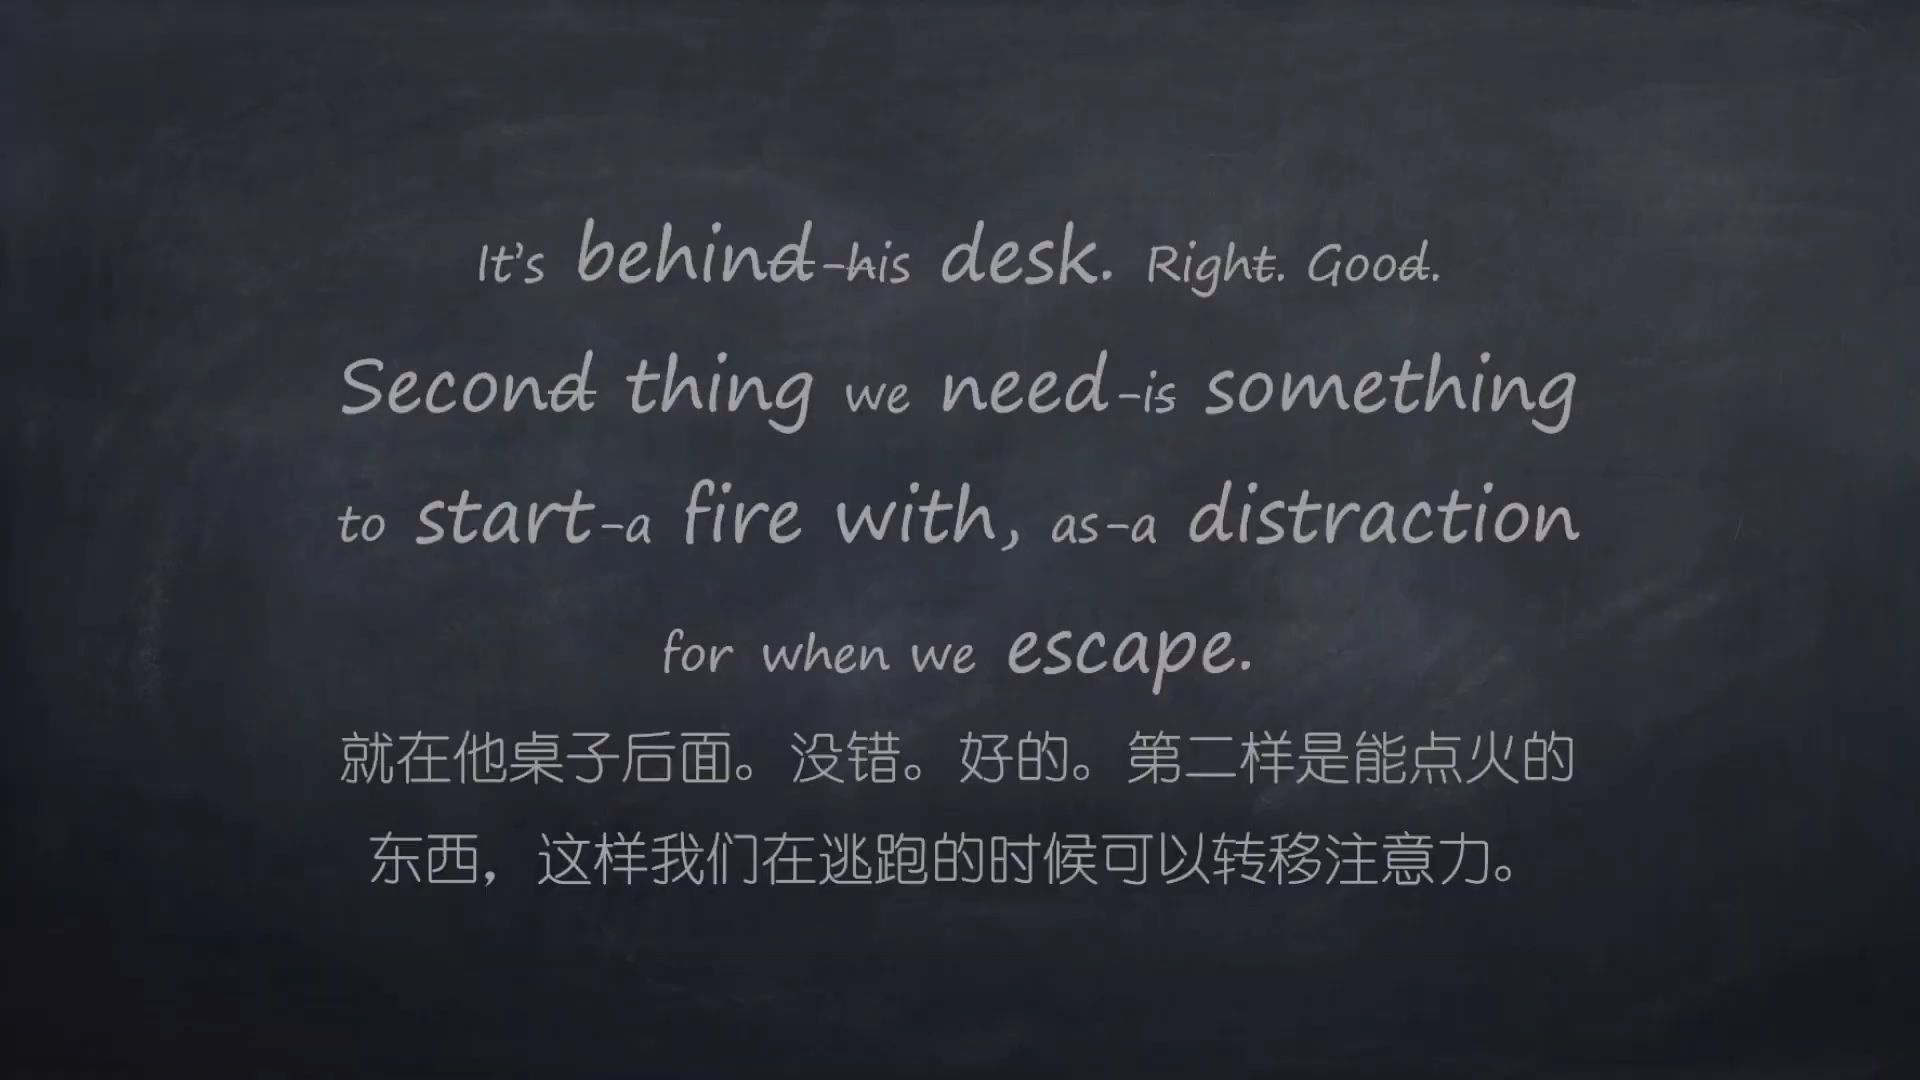 It's behind-his desk. Right. Good.
Second thing we need-is something
to start-a fire with, as-a distraction
for when we escape.
就在他桌子后面。没错。好的。第二样是能点火的
东西，这样我们在逃跑的时候可以转移注意力。